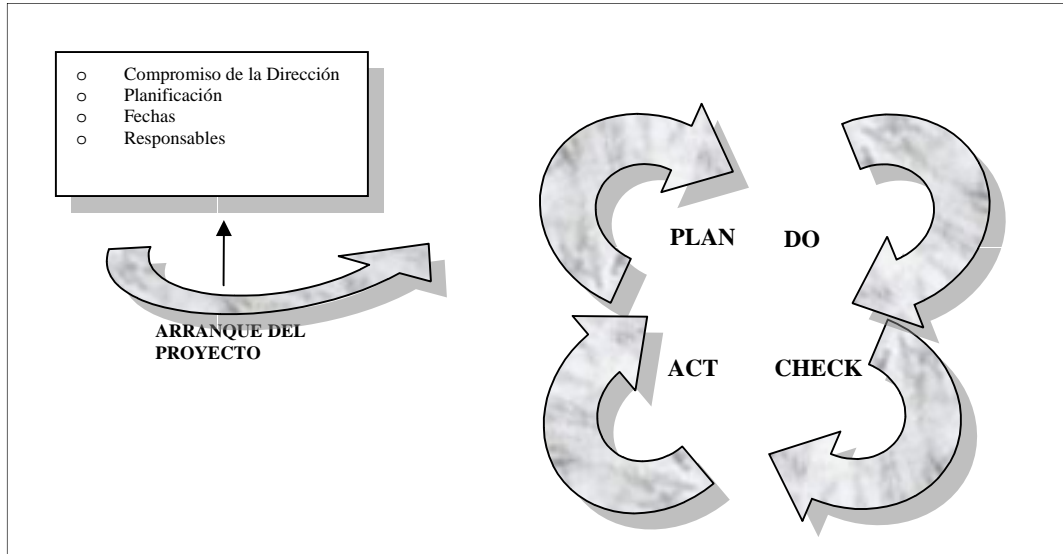 o Compromiso de la Dirección
o Planificación
o Fechas
o Responsables
ARRANQUE DEL
PROYECTO
PLAN DO
ACT CHECK